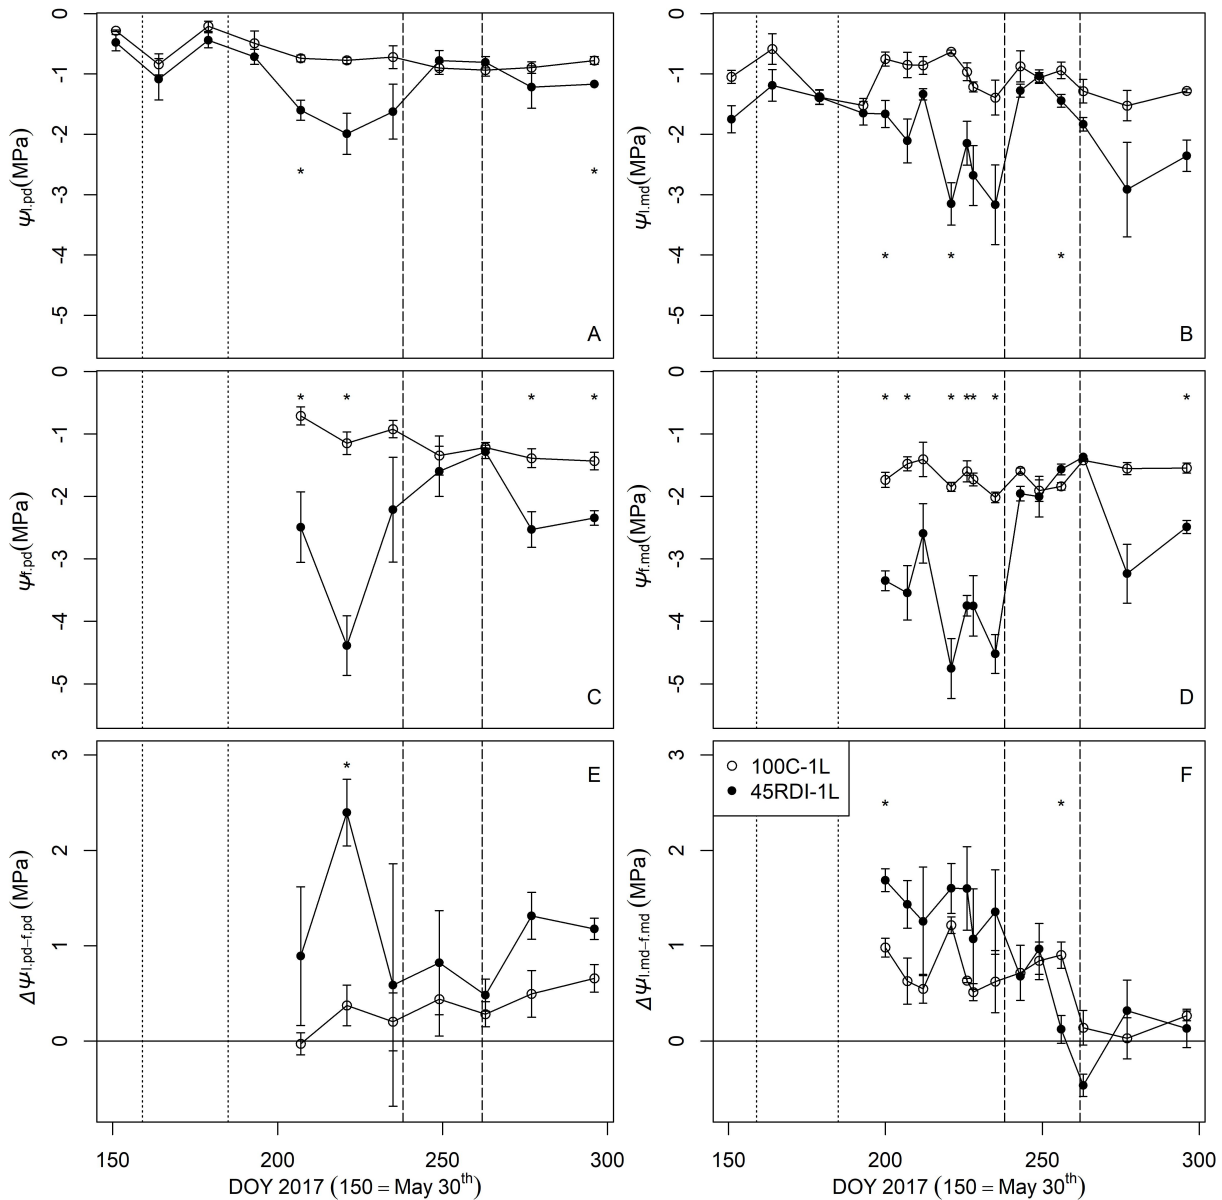 0
-1
-2
-3
-4
-5
Ψl.pd(MPa)
*
*
A
0
-1
-2
-3
-4
-5
Ψl.md(MPa)
*
*
*
B
0
-1
-2
-3
-4
-5
Ψf.pd(MPa)
*
*
*
*
C
0
-1
-2
-3
-4
-5
Ψf.md(MPa)
* * * ** * *
D
3
2
1
0
ΔΨl.pd−f.pd (MPa)
*
E
150 200 250 300
DOY 2017 (150 = May 30th)
3
2
1
0
ΔΨl.md−f.md (MPa)
100C-1L
45RDI-1L
*
*
F
150 200 250 300
DOY 2017 (150 = May 30th)